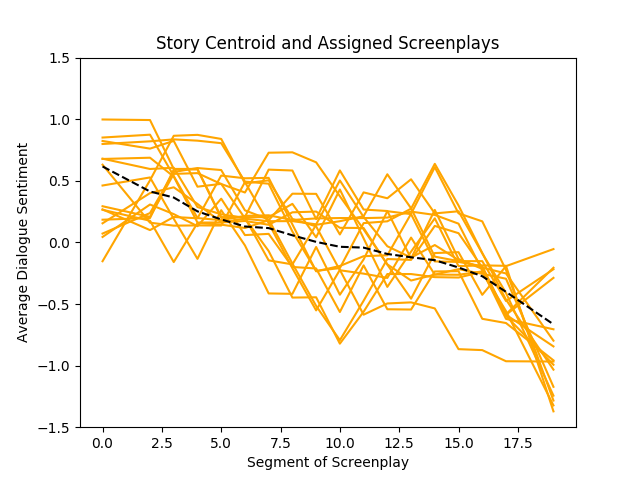 Story Centroid and Assigned Screenplays
1.5
1.0
0.5
0.0
−0.5
−1.0
−1.5
Average Dialogue Sentiment
0.0 2.5 5.0 7.5 10.0 12.5 15.0 17.5
Segment of Screenplay